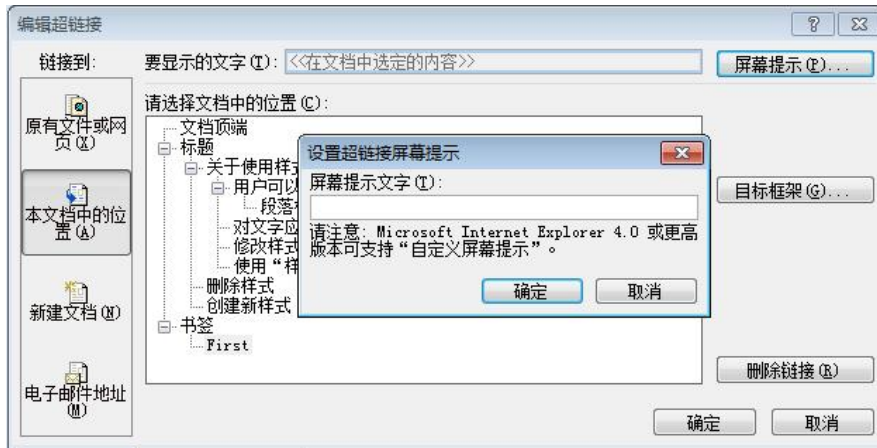 编辑超链接
链接到:
要显示的文字(T): <<在文档中选定的内容>>
屏幕提示(P)...
原有文件或网
页(X)
本文档中的位
置(A)
新建文档(N)
电子邮件地址
(M)
请选择文档中的位置(C):
文档顶端
标题
关于使用样式
用户可以
段落
对文字应
修改样式
使用“样
删除样式
创建新样式
书签
First
设置超链接屏幕提示
屏幕提示文字(T):
请注意: Microsoft Internet Explorer 4.0 或更高
版本可支持“自定义屏幕提示”。
确定
取消
目标框架(G)...
删除链接(R)
确定
取消